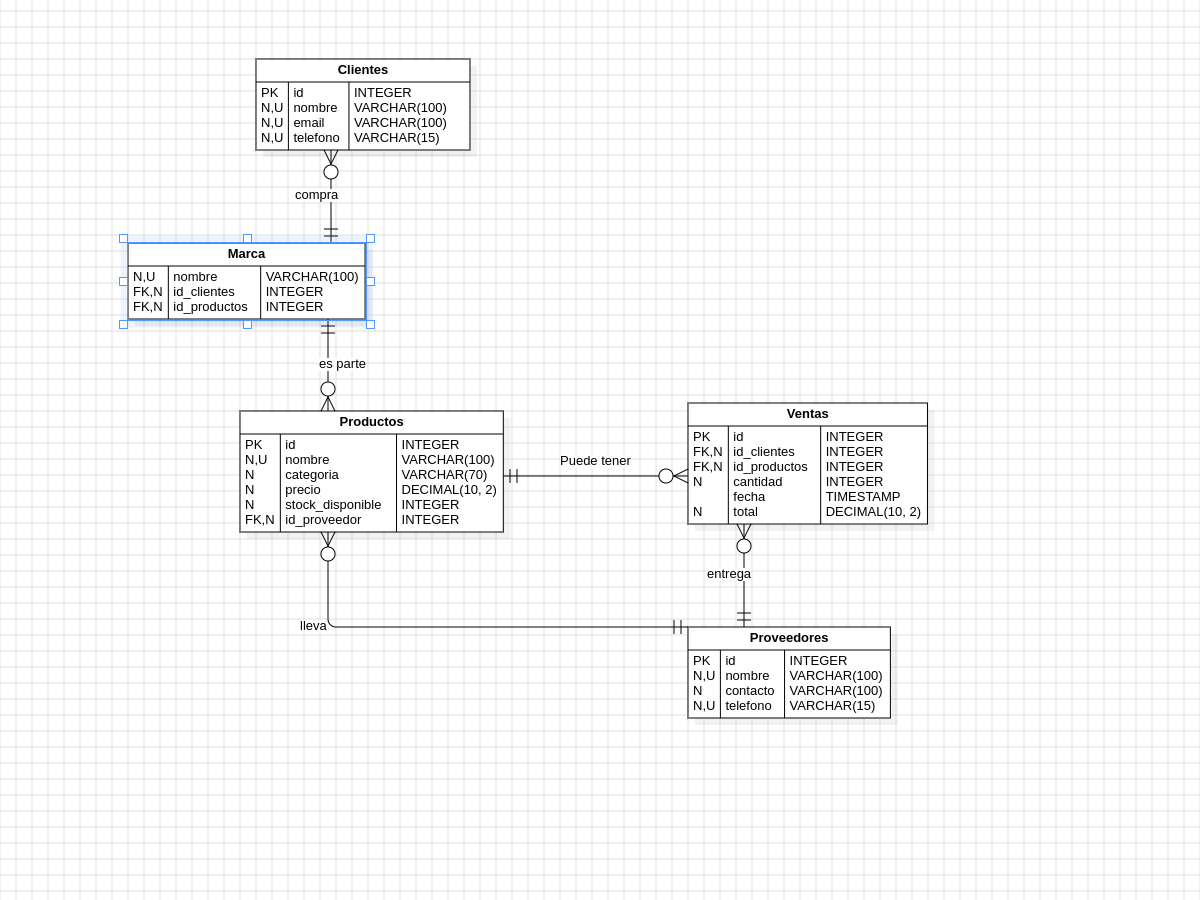 Clientes
PK id INTEGER
N,U nombre VARCHAR(100)
N,U email VARCHAR(100)
N,U telefono VARCHAR(15)
compra
Marca
N,U nombre VARCHAR(100)
FK,N id_clientes INTEGER
FK,N id_productos INTEGER
es parte
Productos
PK id INTEGER
N,U nombre VARCHAR(100)
N categoria VARCHAR(70)
N precio DECIMAL(10, 2)
N stock_disponible INTEGER
FK,N id_proveedor INTEGER
Puede tener
Ventas
PK id INTEGER
FK,N id_clientes INTEGER
FK,N id_productos INTEGER
N cantidad INTEGER
fecha TIMESTAMP
N total DECIMAL(10, 2)
entrega
lleva
Proveedores
PK id INTEGER
N,U nombre VARCHAR(100)
N contacto VARCHAR(100)
N,U telefono VARCHAR(15)